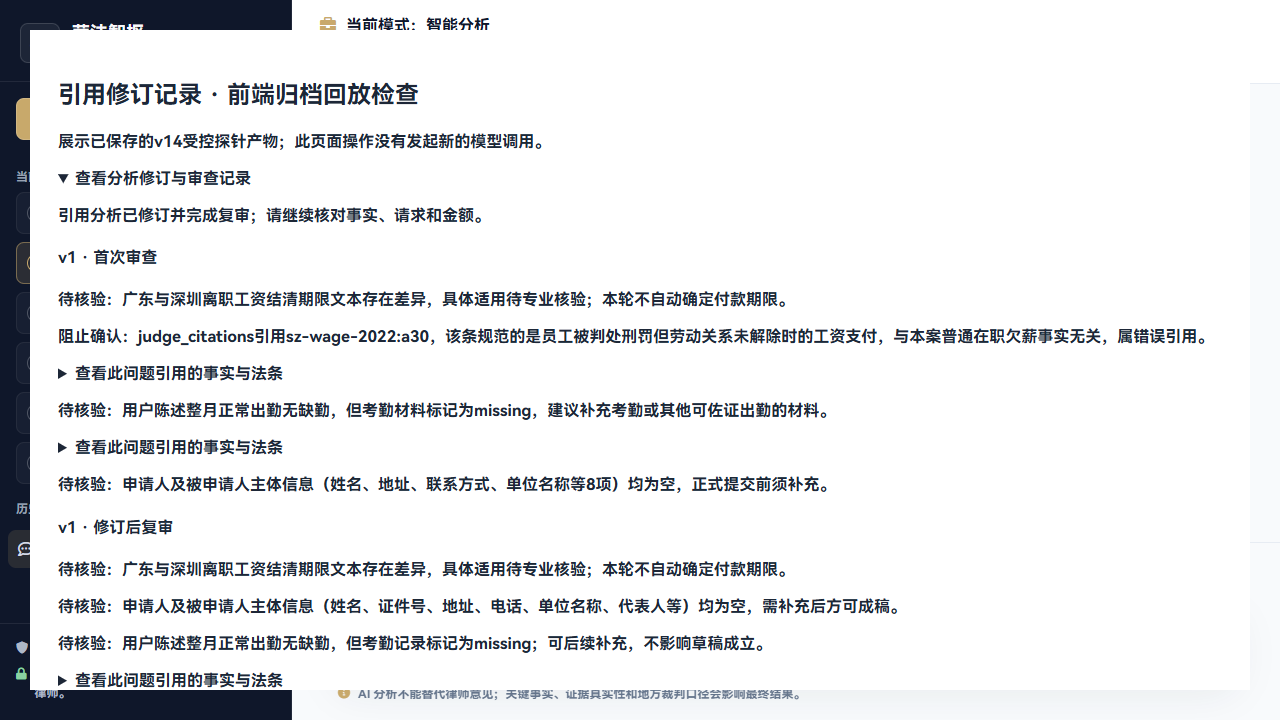 当前模式：智能分析
引用修订记录 · 前端归档回放检查
展示已保存的v14受控探针产物；此页面操作没有发起新的模型调用。
▼ 查看分析修订与审查记录
引用分析已修订并完成复审；请继续核对事实、请求和金额。
v1 · 首次审查
待核验：广东与深圳离职工资结清期限文本存在差异，具体适用待专业核验；本轮不自动确定付款期限。
阻止确认：judge_citations引用sz-wage-2022:a30，该条规范的是员工被判处刑罚但劳动关系未解除时的工资支付，与本案普通在职欠薪事实无关，属错误引用。
▶ 查看此问题引用的事实与法条
待核验：用户陈述整月正常出勤无缺勤，但考勤材料标记为missing，建议补充考勤或其他可佐证出勤的材料。
▶ 查看此问题引用的事实与法条
待核验：申请人及被申请人主体信息（姓名、地址、联系方式、单位名称等8项）均为空，正式提交前须补充。
v1 · 修订后复审
待核验：广东与深圳离职工资结清期限文本存在差异，具体适用待专业核验；本轮不自动确定付款期限。
待核验：申请人及被申请人主体信息（姓名、证件号、地址、电话、单位名称、代表人等）均为空，需补充后方可成稿。
待核验：用户陈述整月正常出勤无缺勤，但考勤记录标记为missing；可后续补充，不影响草稿成立。
▶ 查看此问题引用的事实与法条
律师。
AI 分析不能替代律师意见；关键事实、证据真实性和地方裁判口径会影响最终结果。